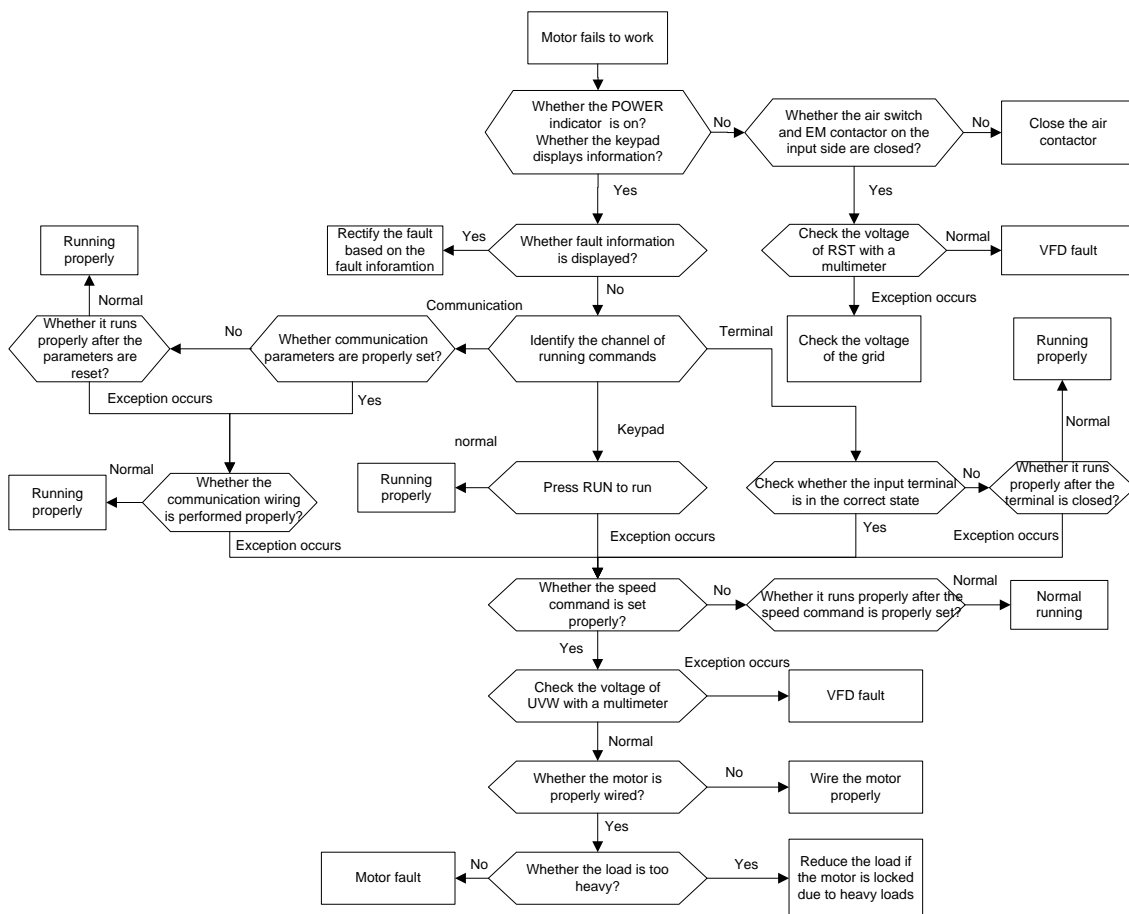 Motor fails to work
Whether the POWER
indicator is on?
Whether the keypad
displays information?
No
Whether the air switch
and EM contactor on the
input side are closed?
No
Close the air
contactor
Yes
Yes
Running
properly
Rectify the fault
based on the
fault inforamtion
Yes
Whether fault information
is displayed?
Check the voltage
of RST with a
multimeter
Normal
VFD fault
Normal
No
Exception occurs
Communication
Whether it runs
properly after the
parameters are
reset?
No
Whether communication
parameters are properly set?
Identify the channel of
running commands
Terminal
Check the voltage
of the grid
Running
properly
Exception occurs
Yes
Keypad
Normal
normal
Running
properly
Normal
Whether the
communication wiring
is performed properly?
Running
properly
Press RUN to run
Check whether the input terminal
is in the correct state
No
Whether it runs
properly after the
terminal is closed?
Exception occurs
Exception occurs
Yes
Exception occurs
Whether the speed
command is set
properly?
No
Whether it runs properly after the
speed command is properly set?
Normal
Normal
running
Yes
Exception occurs
Check the voltage of
UVW with a multimeter
VFD fault
Normal
Whether the motor is
properly wired?
No
Wire the motor
properly
Yes
Motor fault
No
Whether the load is too
heavy?
Yes
Reduce the load if
the motor is locked
due to heavy loads